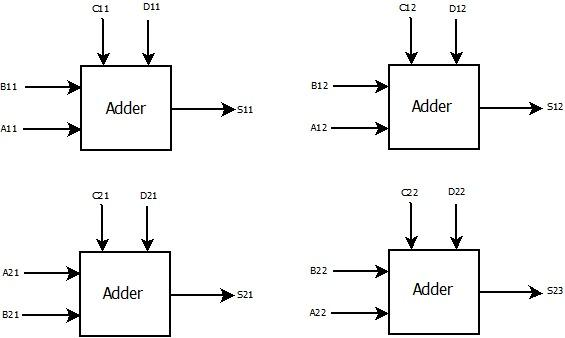 C11 D11
B11
Adder
S11
A11
C12 D12
B12
Adder
S12
A12
C21 D21
A21
Adder
S21
B21
C22 D22
B22
Adder
S23
A22